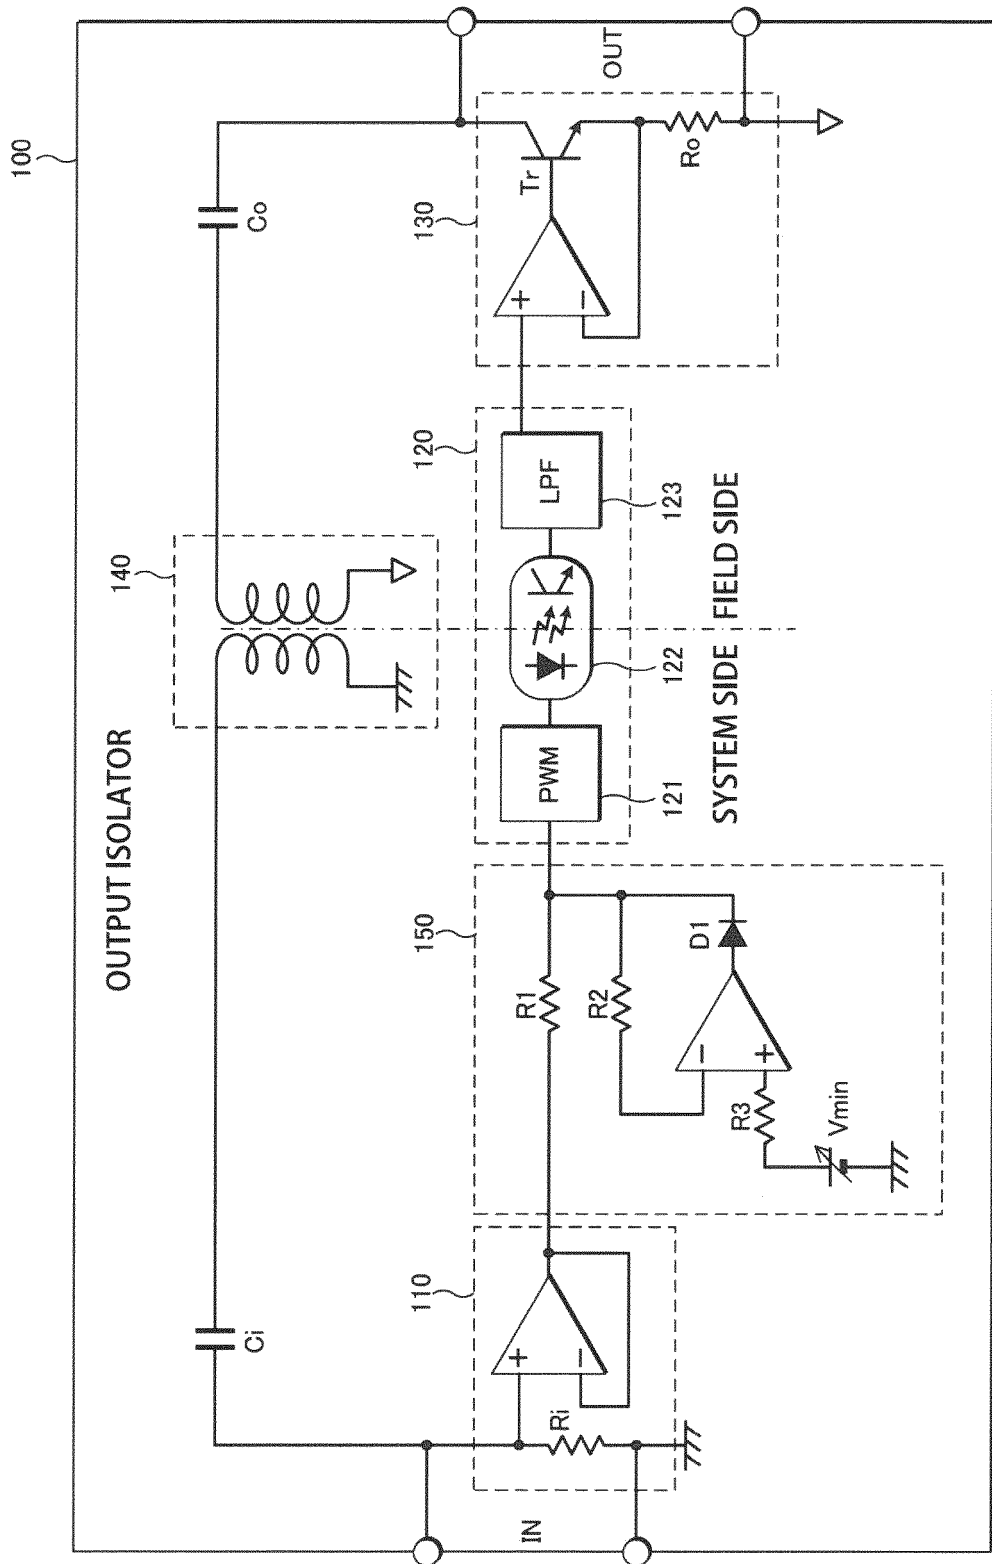 100
OUTPUT ISOLATOR
140
Ci
Co
110
150
120
130
IN
Ri
+
−
R1
R2
R3
Vmin
−
+
D1
PWM
121
122
LPF
123
SYSTEM SIDE
FIELD SIDE
+
−
Tr
Ro
OUT